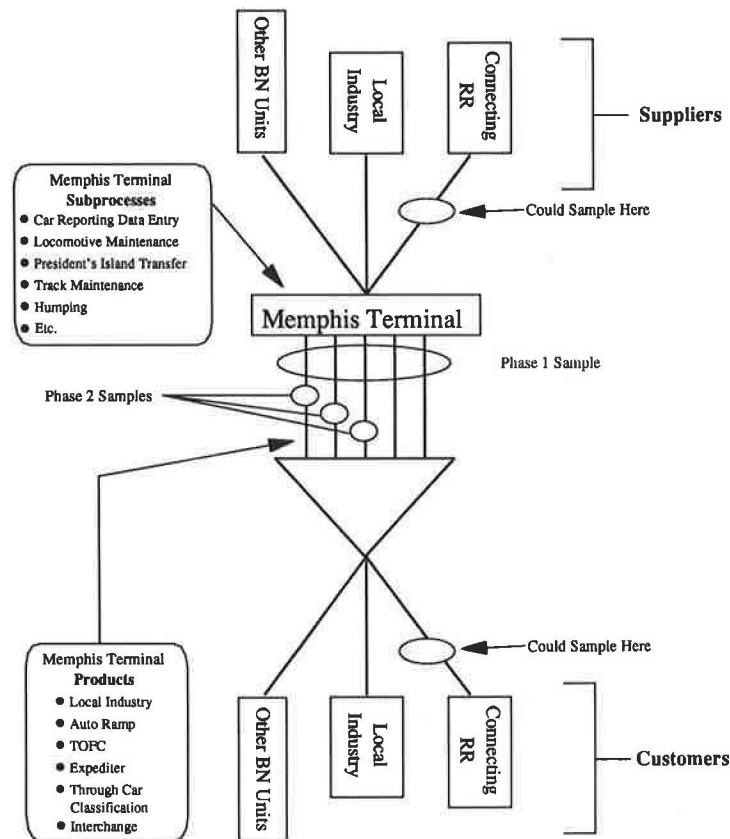 Other BN Units
Local
Industry
Connecting
RR
Suppliers
Memphis Terminal
Subprocesses
● Car Reporting Data Entry
● Locomotive Maintenance
● President's Island Transfer
● Track Maintenance
● Humping
● Etc.
Could Sample Here
Memphis Terminal
Phase 1 Sample
Phase 2 Samples
Could Sample Here
Memphis Terminal
Products
● Local Industry
● Auto Ramp
● TOFC
● Expediter
● Through Car
Classification
● Interchange
Other BN Units
Local
Industry
Connecting
RR
Customers